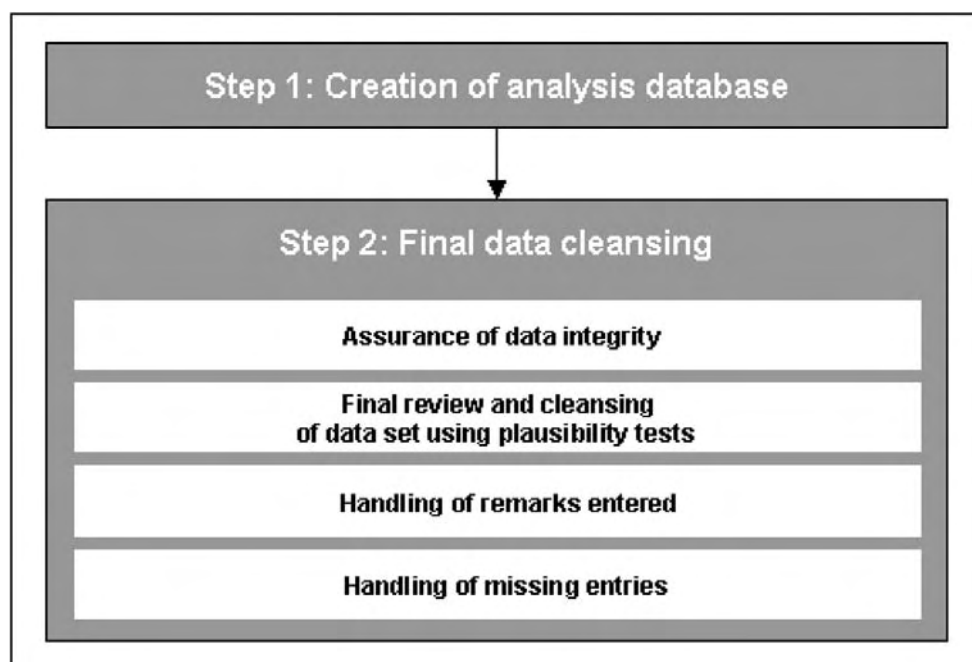 Step 1: Creation of analysis database
Step 2: Final data cleansing
Assurance of data integrity
Final review and cleansing
of data set using plausibility tests
Handling of remarks entered
Handling of missing entries